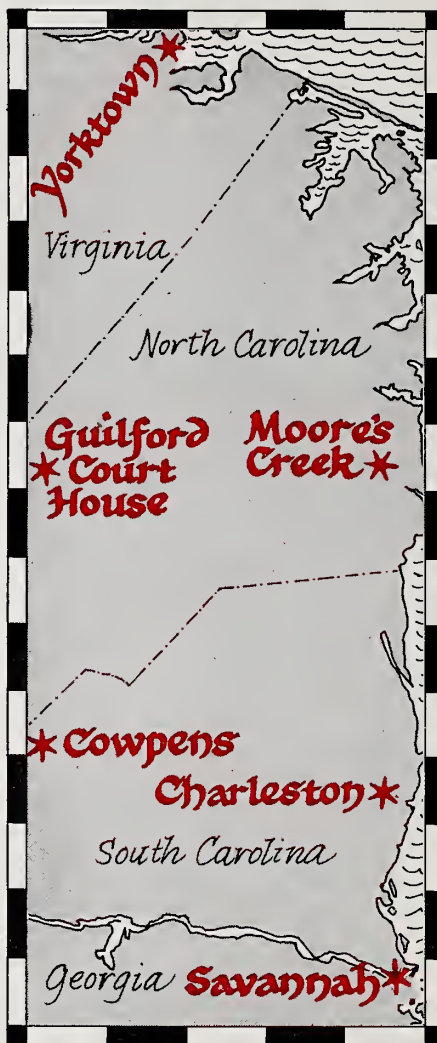 Yorktown
Virginia
North Carolina
Guilford
Court
House
Moore's
Creek
Cowpens
Charleston
South Carolina
Georgia
Savannah